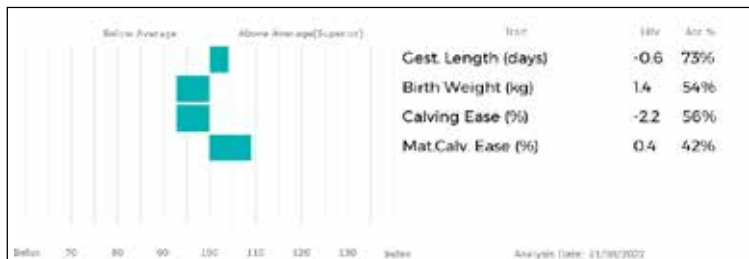 Below Average Above Average(Superior) Trait EBV Acc %
Gest. Length (days) -0.6 73%
Birth Weight (kg) 1.4 54%
Calving Ease (%) -2.2 56%
Mat.Calv. Ease (%) 0.4 42%
Below 70 80 90 100 110 120 130 Analysis Date: